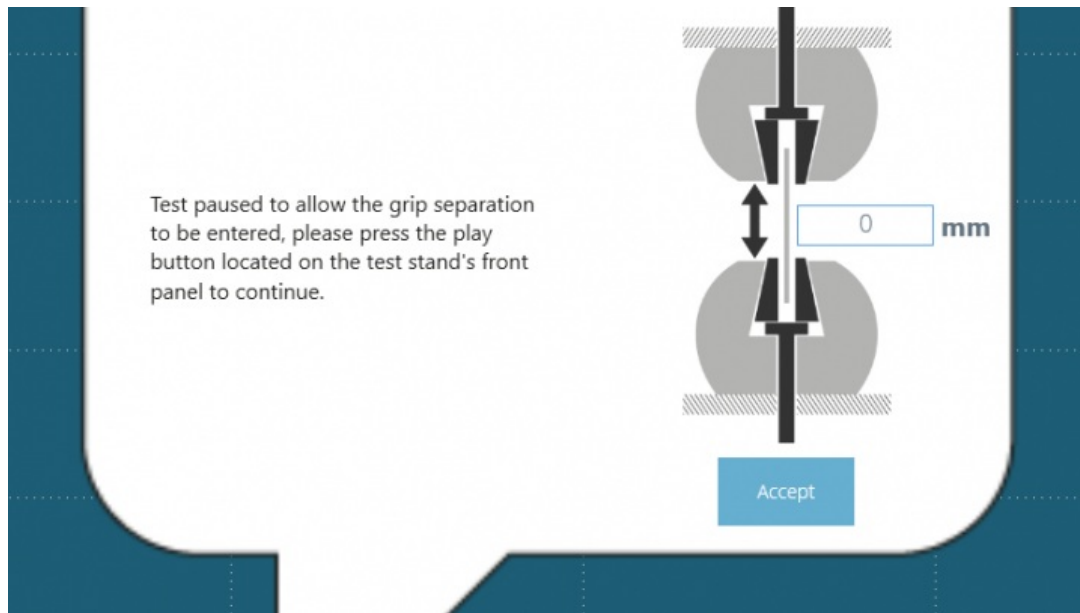 Test paused to allow the grip separation
to be entered, please press the play
button located on the test stand's front
panel to continue.
0 mm
Accept